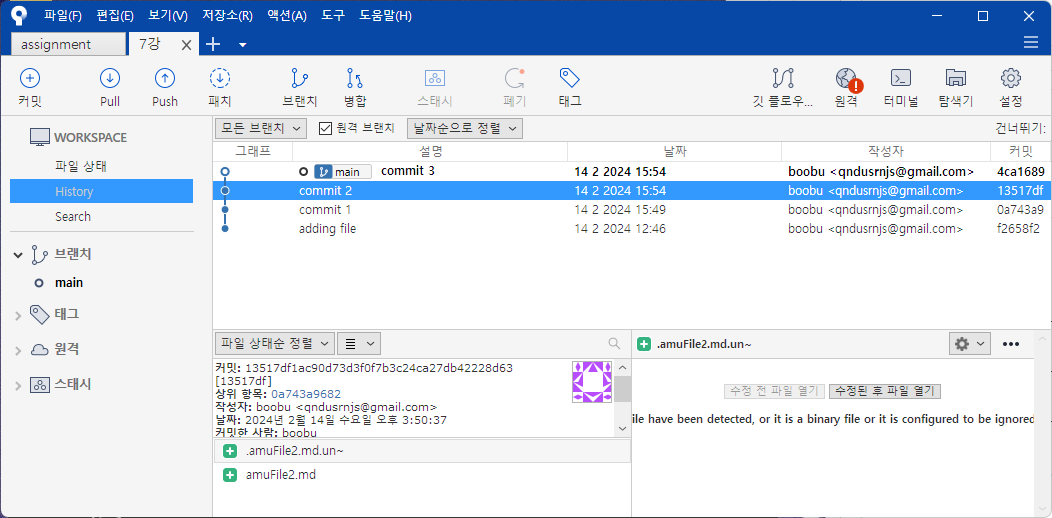 파일(F) 편집(E) 보기(V) 저장소(R) 액션(A) 도구 도움말(H)
assignment 7강
커밋 Pull Push 패치 브랜치 병합 스태시 폐기 태그 깃 플로우... 원격 터미널 탐색기 설정
WORKSPACE
파일 상태
History
Search
브랜치
main
태그
원격
스태시
모든 브랜치 원격 브랜치 날짜순으로 정렬 건너뛰기:
그래프 설명 날짜 작성자 커밋
main commit 3 14 2 2024 15:54 boobu <qndusrnjs@gmail.com> 4ca1689
commit 2 14 2 2024 15:54 boobu <qndusrnjs@gmail.com> 13517df
commit 1 14 2 2024 15:49 boobu <qndusrnjs@gmail.com> 0a743a9
adding file 14 2 2024 12:46 boobu <qndusrnjs@gmail.com> f2658f2
파일 상태순 정렬
커밋: 13517df1ac90d73d3f0f7b3c24ca27db42228d63
[13517df]
상위 항목: 0a743a9682
작성자: boobu <qndusrnjs@gmail.com>
날짜: 2024년 2월 14일 수요일 오후 3:50:37
커밋한 사람: boobu
.amuFile2.md.un~
amuFile2.md
.amuFile2.md.un~
수정 전 파일 열기 수정된 후 파일 열기
ile have been detected, or it is a binary file or it is configured to be ignored